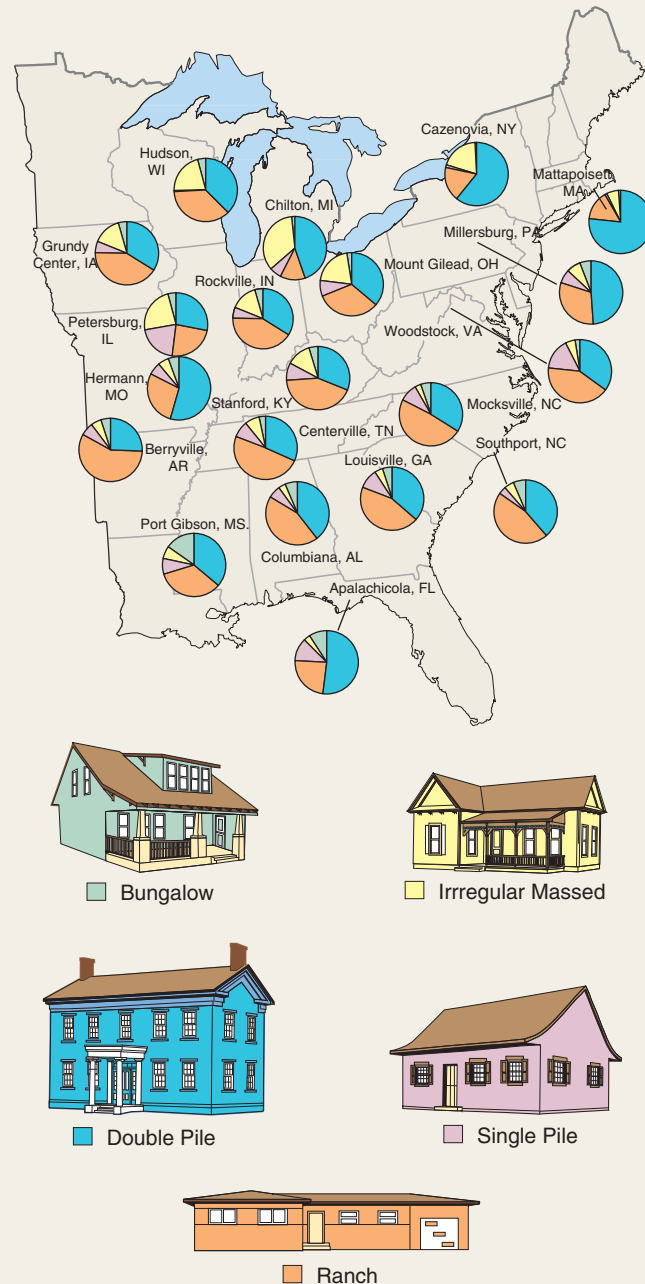 Cazenovia, NY
Hudson,
WI
Mattapoisett,
MA
Chilton, MI
Millersburg, PA
Grundy
Center, IA
Rockville, IN
Mount Gilead, OH
Petersburg,
IL
Woodstock, VA
Hermann,
MO
Stanford, KY
Mocksville, NC
Berryville,
AR
Centerville, TN
Southport, NC
Louisville, GA
Port Gibson, MS.
Columbiana, AL
Apalachicola, FL
Bungalow
Irrregular Massed
Double Pile
Single Pile
Ranch